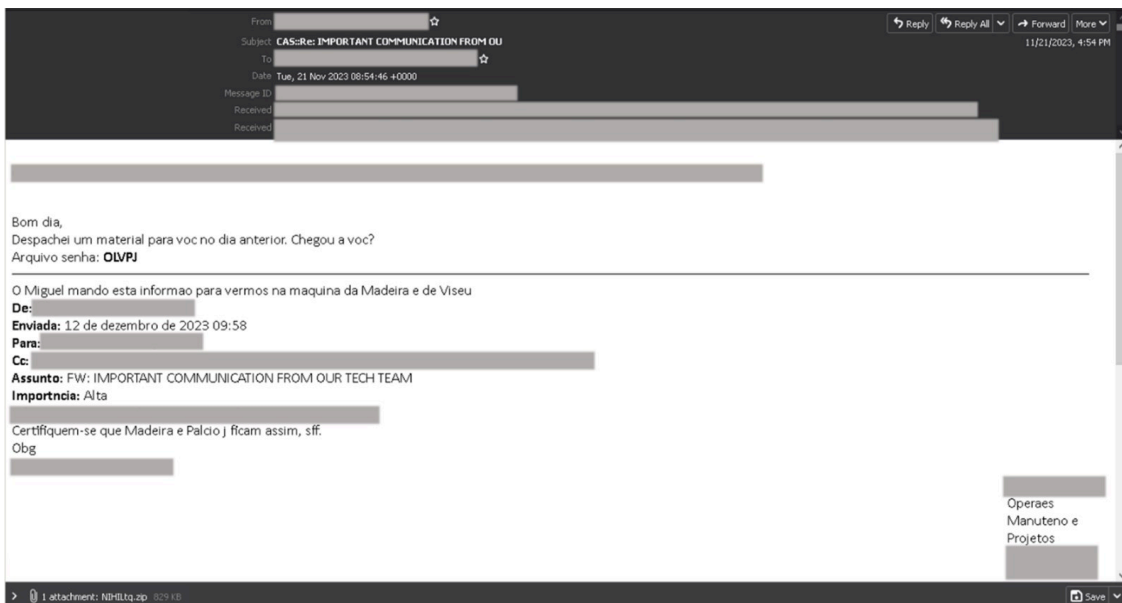 From
Reply Reply All Forward More
Subject CAS::Re: IMPORTANT COMMUNICATION FROM OU
11/21/2023, 4:54 PM
To
Date Tue, 21 Nov 2023 08:54:46 +0000
Message ID
Received
Received
Bom dia,
Despachei um material para voc no dia anterior. Chegou a voc?
Arquivo senha: OLVPJ
O Miguel mando esta informao para vermos na maquina da Madeira e de Viseu
De:
Enviada: 12 de dezembro de 2023 09:58
Para:
Cc:
Assunto: FW: IMPORTANT COMMUNICATION FROM OUR TECH TEAM
Importncia: Alta
Certifiquem-se que Madeira e Palcio j ficam assim, sff.
Obg
Operaes
Manuteno e
Projetos
1 attachment: NIHILtq.zip 829 KB
Save